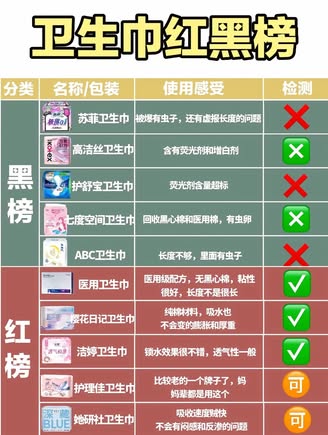 卫生巾红黑榜
分类 名称/包装 使用感受 检测
黑榜
苏菲卫生巾 被爆有虫子，还有虚报长度的问题
高洁丝卫生巾 含有荧光剂和增白剂
护舒宝卫生巾 荧光剂含量超标
七度空间卫生巾 回收黑心棉和医用棉，有虫卵
ABC卫生巾 长度不够，里面有虫子
红榜
医用卫生巾 医用级配方，无黑心棉，粘性
很好，长度不是很长
樱花日记卫生巾 纯棉材料，吸水也
不会变的膨胀和厚重
洁婷卫生巾 锁水效果很不错，透气性一般
护理佳卫生巾 比较老的一个牌子了，妈
妈辈都是用这个
她研社卫生巾 吸收速度贼快
不会有闷感和反渗的问题
可
可
深藏
BLUE